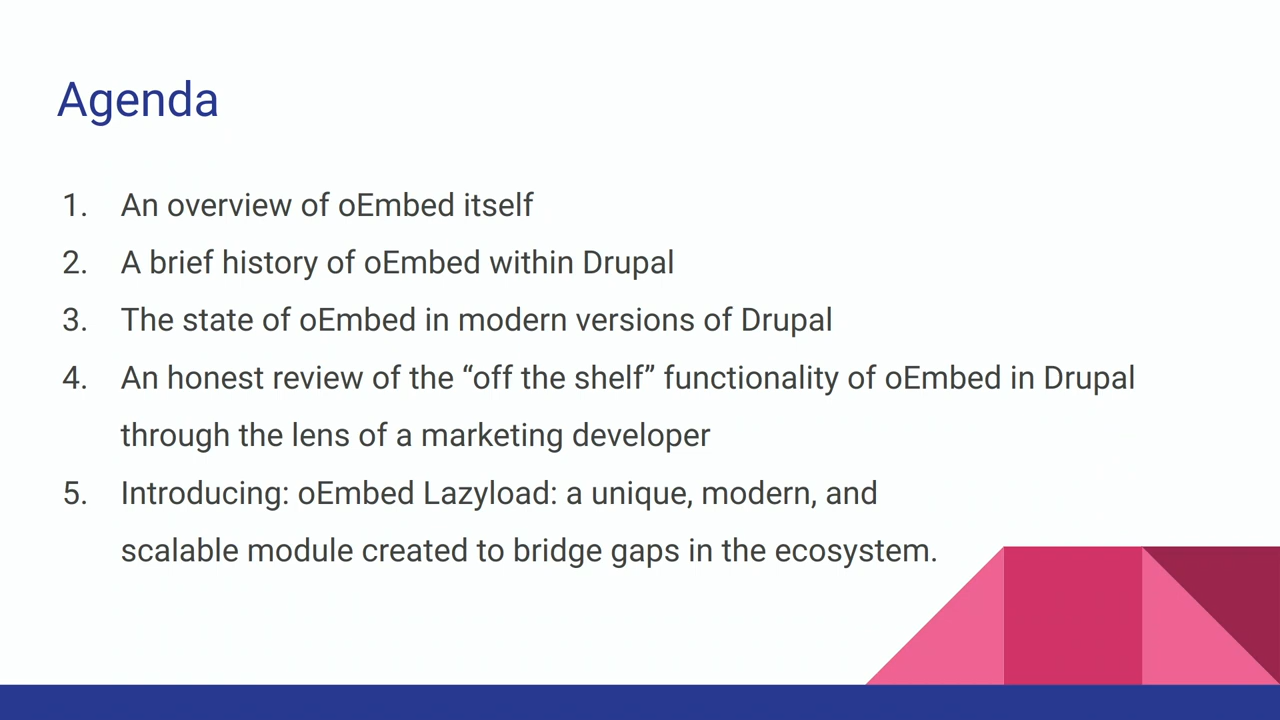 Agenda
1. An overview of oEmbed itself
2. A brief history of oEmbed within Drupal
3. The state of oEmbed in modern versions of Drupal
4. An honest review of the “off the shelf” functionality of oEmbed in Drupal
through the lens of a marketing developer
5. Introducing: oEmbed Lazyload: a unique, modern, and
scalable module created to bridge gaps in the ecosystem.